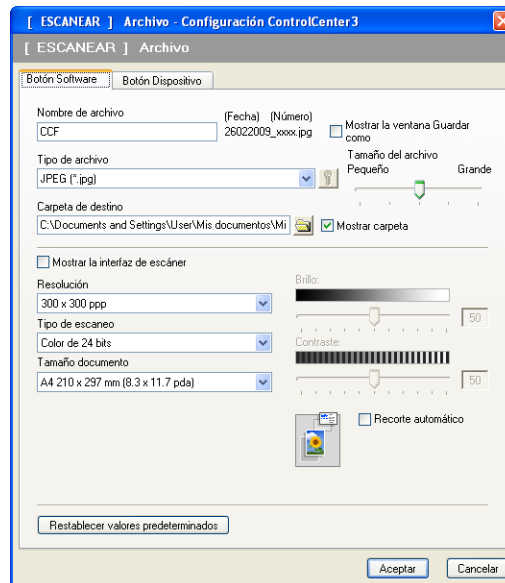 [ ESCANEAR ] Archivo - Configuración ControlCenter3
[ ESCANEAR ] Archivo
Botón Software
Botón Dispositivo
Nombre de archivo
(Fecha) (Número)
CCF
26022009_xxxx.jpg
Mostrar la ventana Guardar
como
Tipo de archivo
Tamaño del archivo
Pequeño Grande
JPEG (*.jpg)
Carpeta de destino
C:\Documents and Settings\User\Mis documentos\Mi
Mostrar carpeta
Mostrar la interfaz de escáner
Resolución
Brillo:
300 x 300 ppp
50
Tipo de escaneo
Color de 24 bits
Contraste:
Tamaño documento
A4 210 x 297 mm (8.3 x 11.7 pda)
50
Recorte automático
Restablecer valores predeterminados
Aceptar
Cancelar